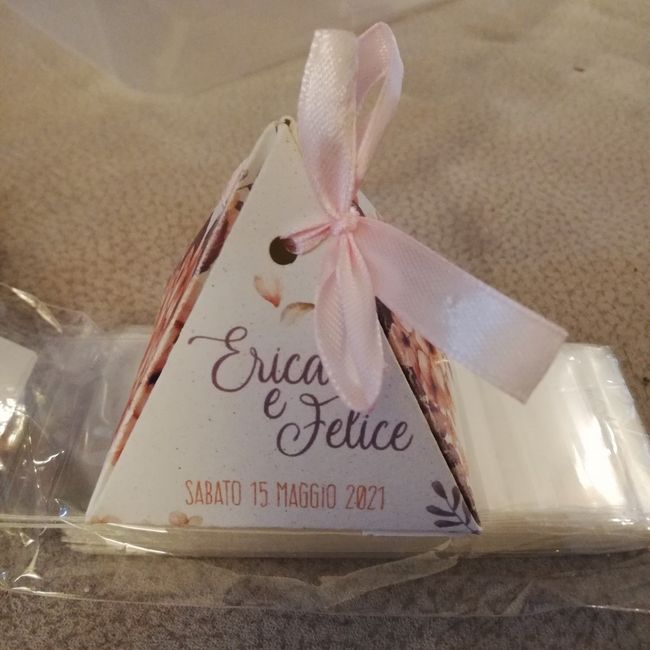 Erica
e
Felice
SABATO 15 MAGGIO 2021